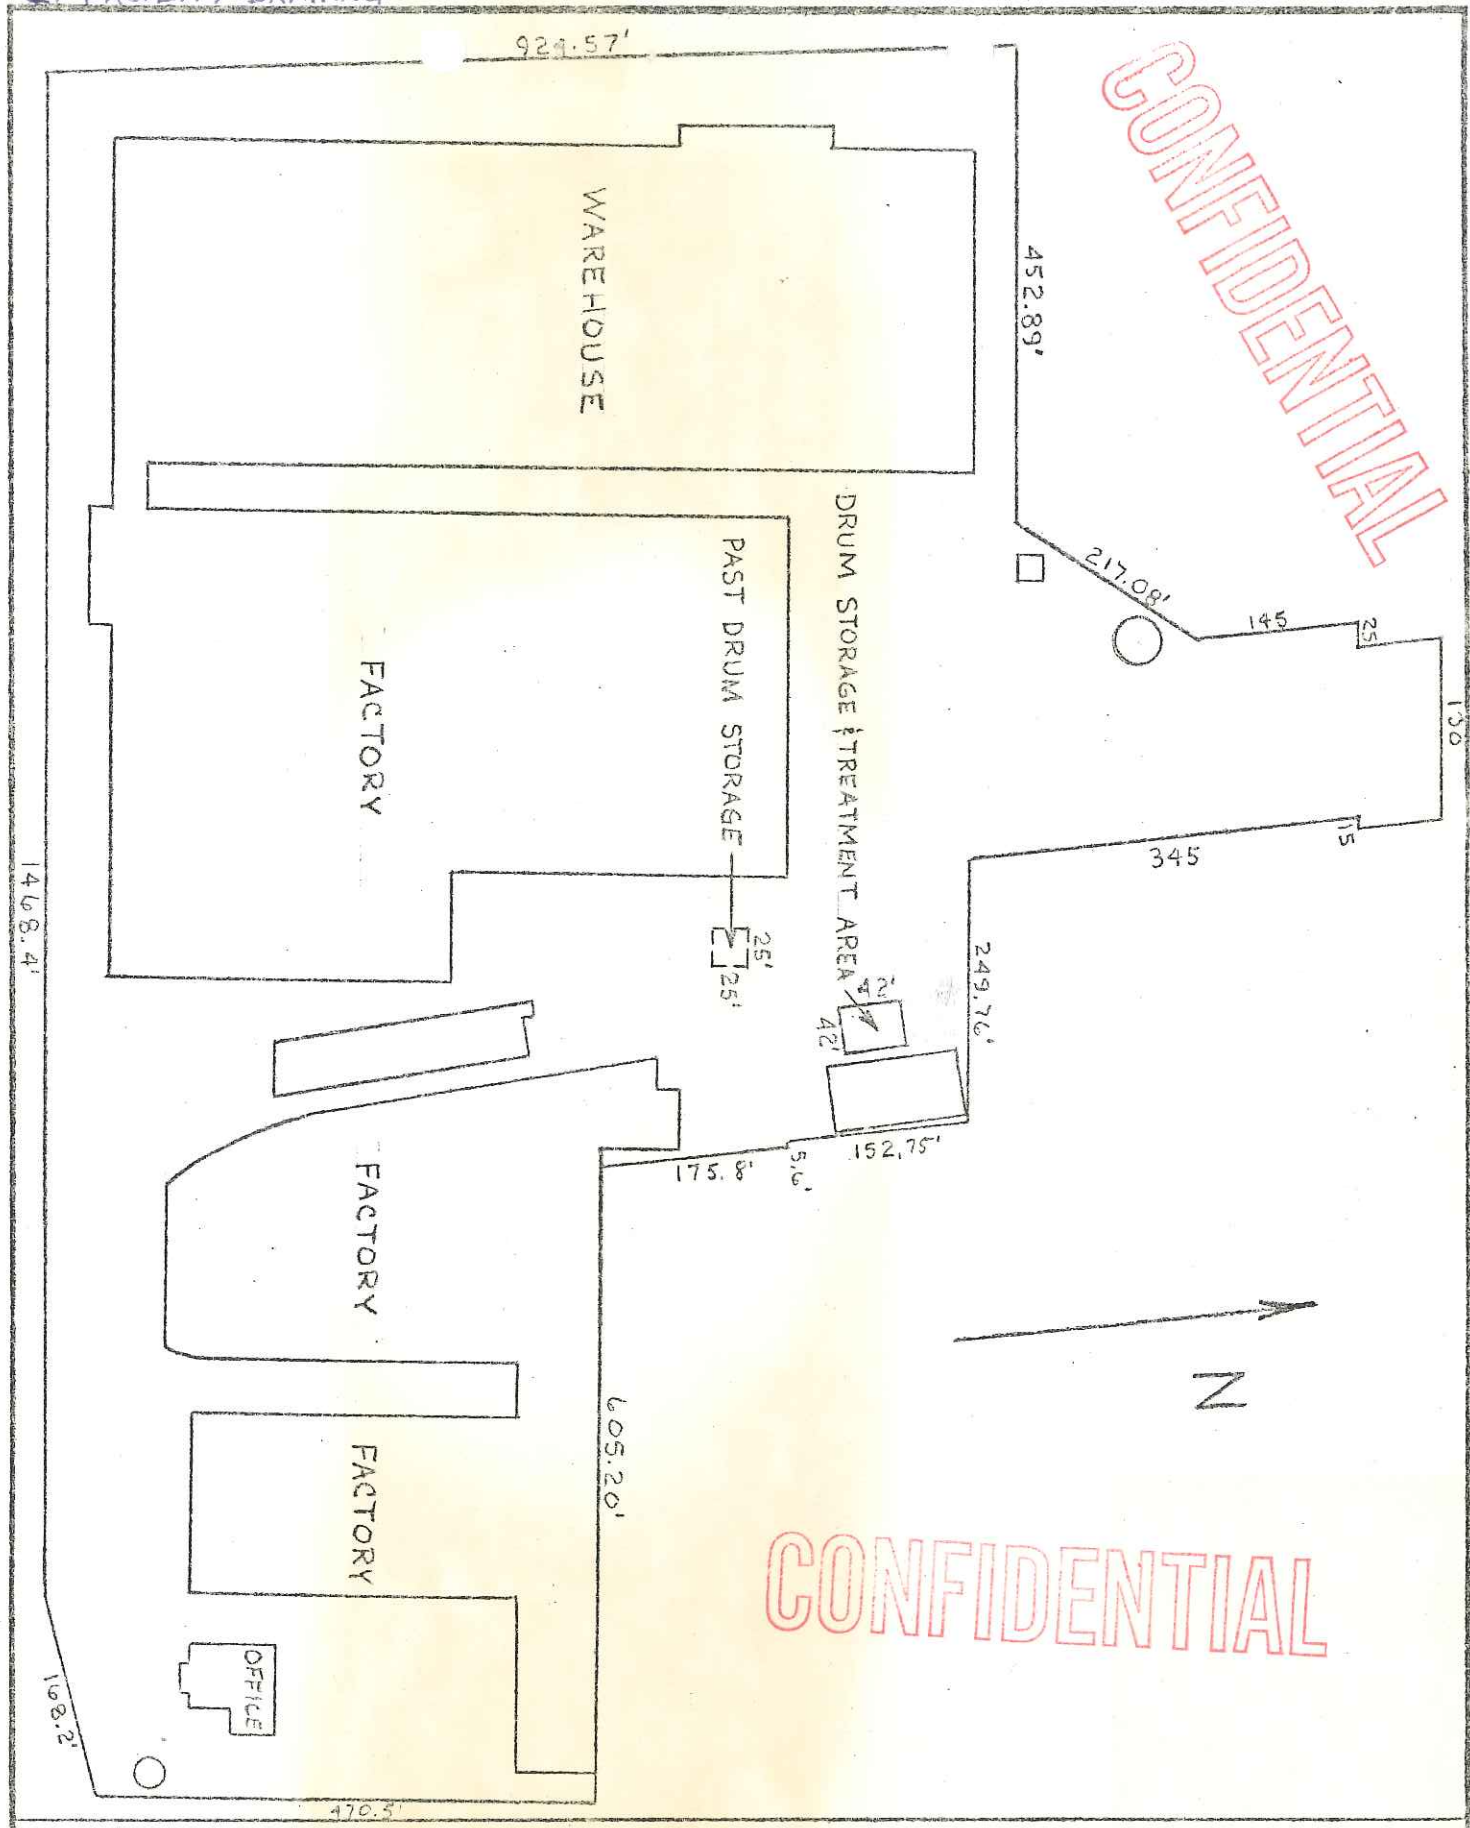 FACILITY DRAWING
CONFIDENTIAL
452.89'
217.08'
145
25
130
15
345
WAREHOUSE
DRUM STORAGE & TREATMENT AREA
42'
42'
PAST DRUM STORAGE
25'
25'
249.76'
152.75'
5.6'
175.8'
FACTORY
1468.4'
FACTORY
605.20'
N
FACTORY
CONFIDENTIAL
OFFICE
168.2'
470.5'